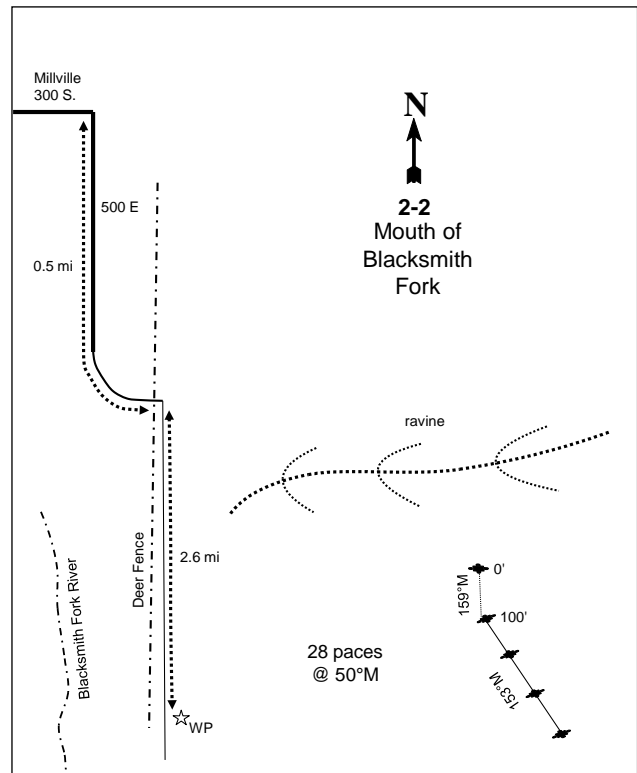 Millville
300 S.
N
500 E
2-2
Mouth of
Blacksmith
Fork
0.5 mi
ravine
2.6 mi
Deer Fence
Blacksmith Fork River
0'
159°M
100'
28 paces
@ 50°M
153°M
WP